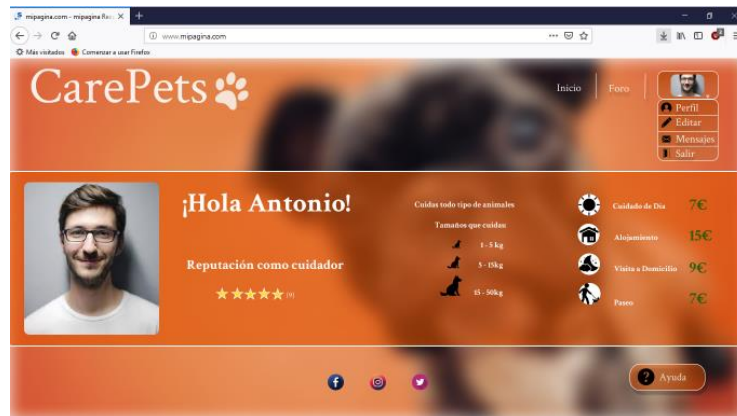 mipagina.com - mipagina Rec
www.mipagina.com
Más visitados
Comenzar a usar Firefox
CarePets
Inicio
Foro
Perfil
Editar
Mensajes
Salir
¡Hola Antonio!
Reputación como cuidador
(9)
Cuidas todo tipo de animales
Tamaños que cuidas:
1 - 5 kg
5 - 15kg
15 - 50kg
Cuidado de Día 7€
Alojamiento 15€
Visita a Domicilio 9€
Paseo 7€
? Ayuda